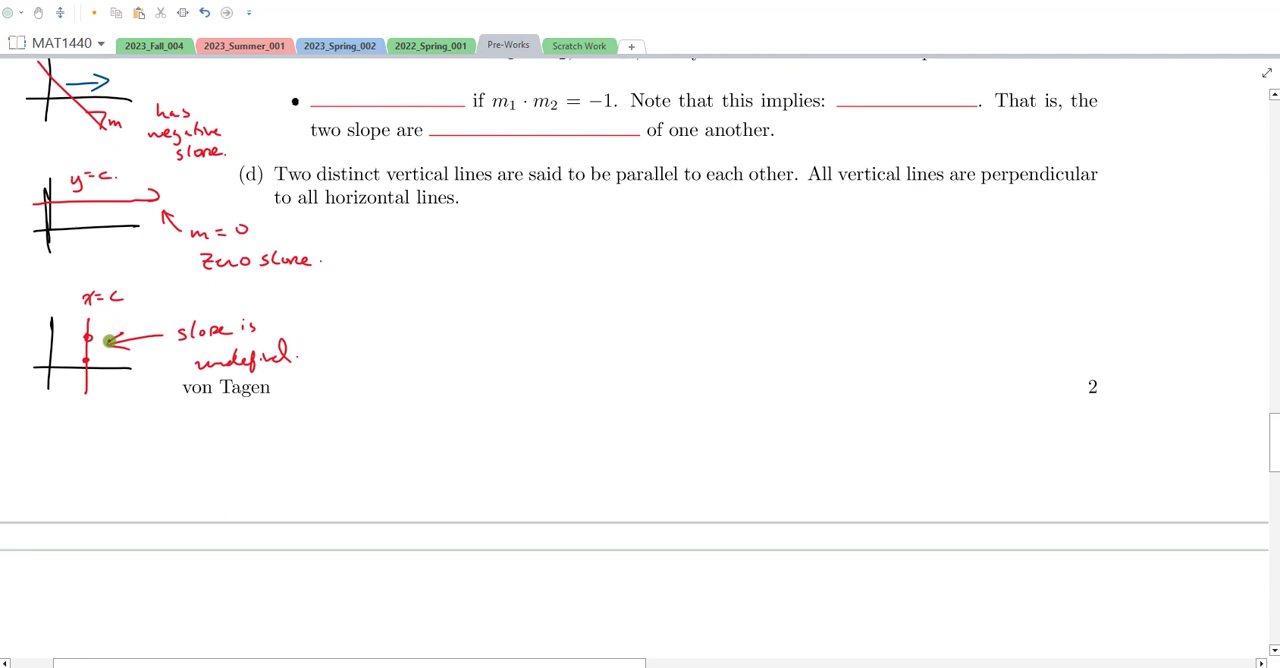 MAT1440
2023_Fall_004
2023_Summer_001
2023_Spring_002
2022_Spring_001
Pre-Works
Scratch Work
+
m
has
negative
slope.
• ____ if m₁ · m₂ = −1. Note that this implies: ____. That is, the
two slope are ____ of one another.
(d) Two distinct vertical lines are said to be parallel to each other. All vertical lines are perpendicular
to all horizontal lines.
y=c.
m = 0
Zero slope.
x=c
slope is
undefined.
von Tagen
2